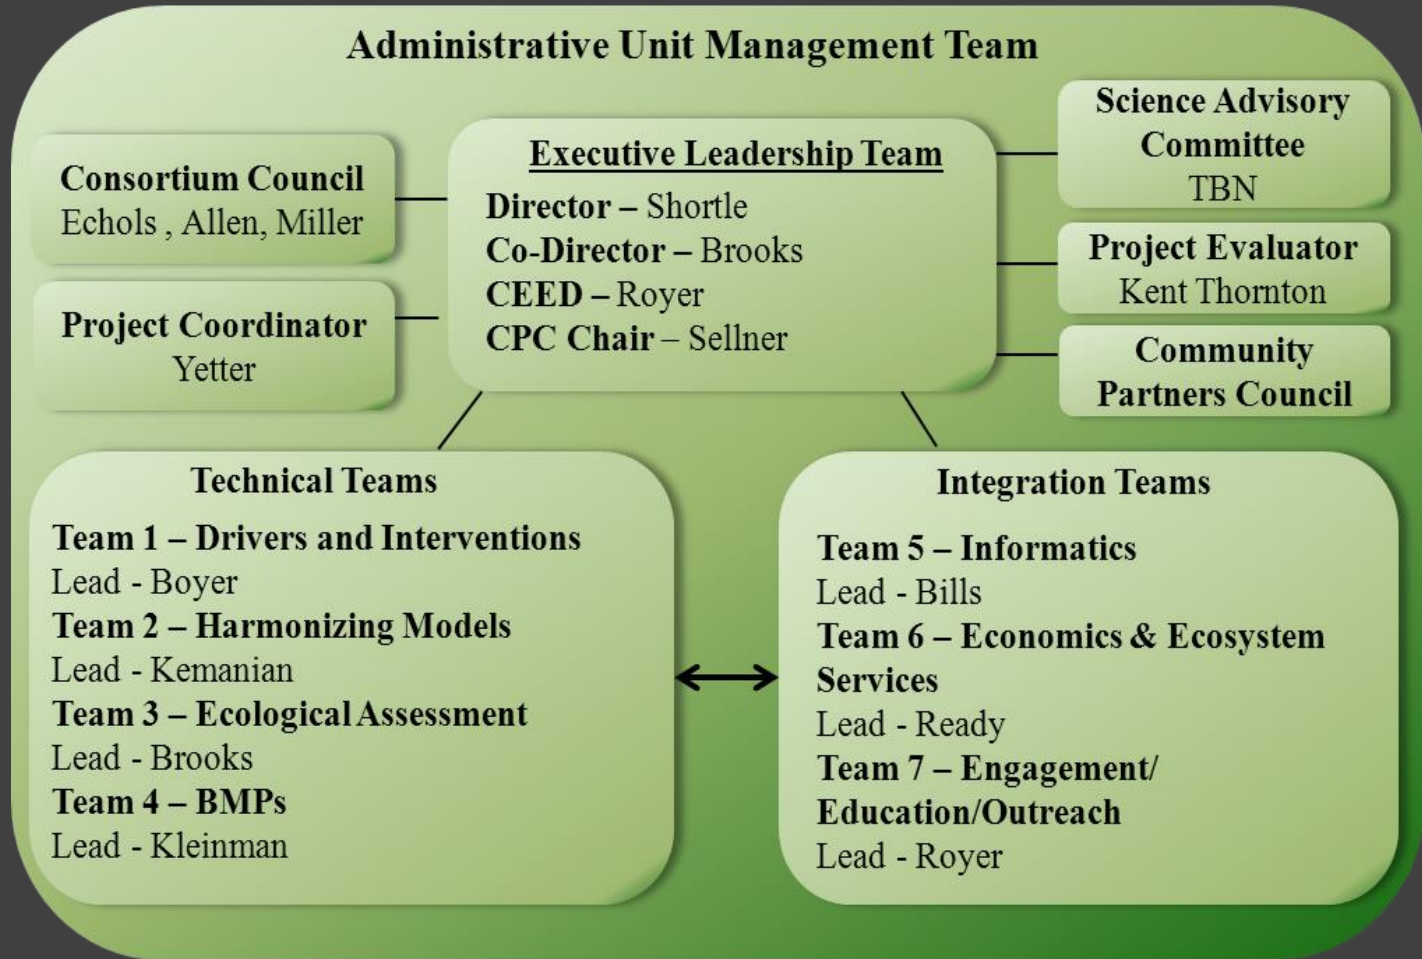 Administrative Unit Management Team
Consortium Council
Echols , Allen, Miller
Project Coordinator
Yetter
Executive Leadership Team
Director – Shortle
Co-Director – Brooks
CEED – Royer
CPC Chair – Sellner
Science Advisory
Committee
TBN
Project Evaluator
Kent Thornton
Community
Partners Council
Technical Teams
Team 1 – Drivers and Interventions
Lead - Boyer
Team 2 – Harmonizing Models
Lead - Kemanian
Team 3 – Ecological Assessment
Lead - Brooks
Team 4 – BMPs
Lead - Kleinman
Integration Teams
Team 5 – Informatics
Lead - Bills
Team 6 – Economics & Ecosystem
Services
Lead - Ready
Team 7 – Engagement/
Education/Outreach
Lead - Royer